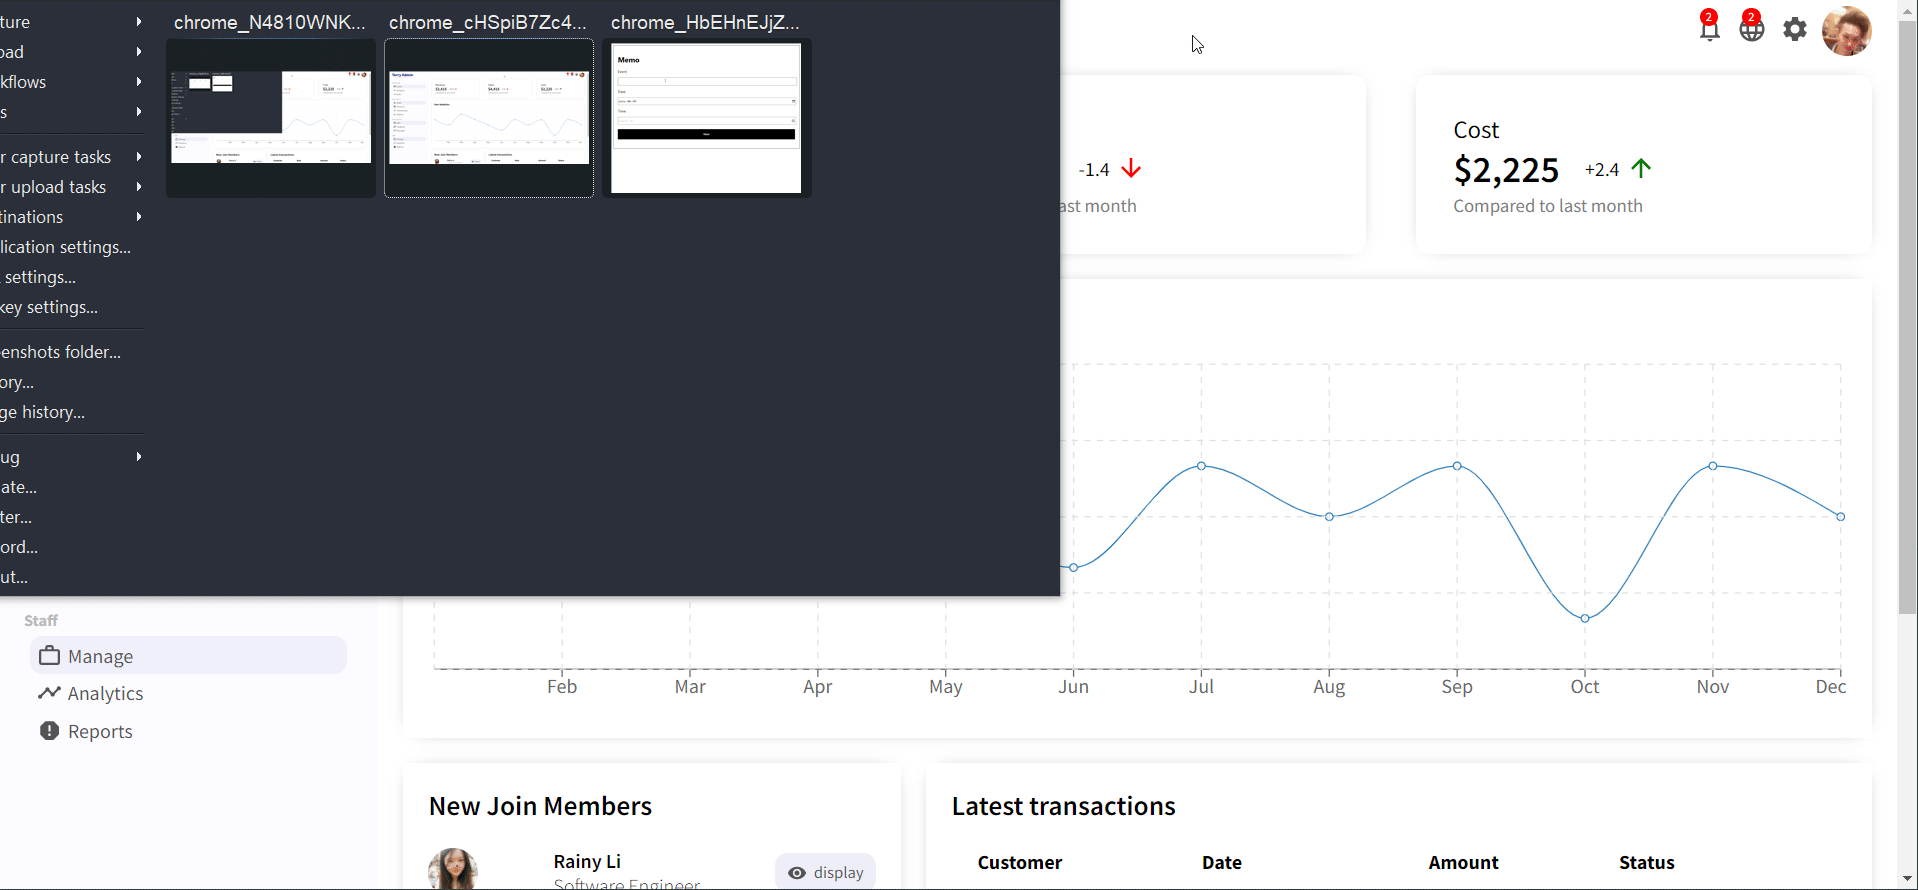 ture
chrome_N4810WNK...
chrome_cHSpiB7Zc4...
chrome_HbEHnEJjZ...
oad
kflows
s
r capture tasks
r upload tasks
tinations
lication settings...
settings...
key settings...
enshots folder...
ory...
ge history...
ug
ate...
ter...
ord...
ut...
Memo
2
2
-1.4
ast month
Cost
$2,225 +2.4
Compared to last month
Feb Mar Apr May Jun Jul Aug Sep Oct Nov Dec
Staff
Manage
Analytics
Reports
New Join Members
Rainy Li
Software Engineer
display
Latest transactions
Customer Date Amount Status